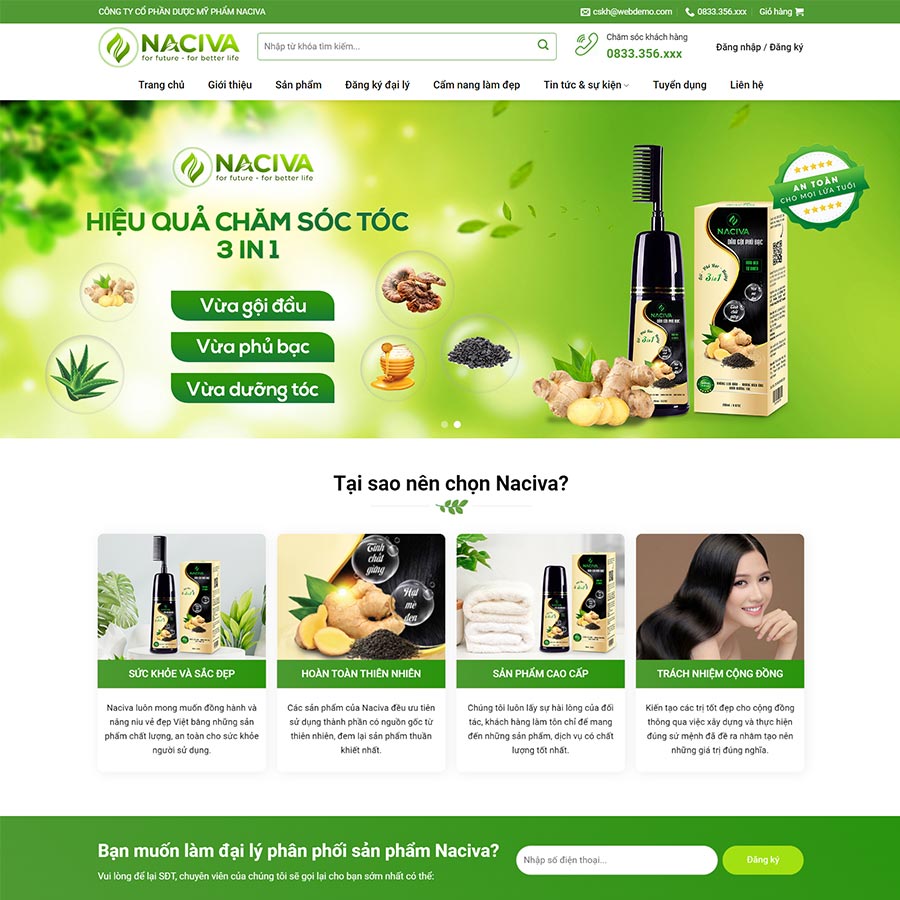 CÔNG TY CỔ PHẦN DƯỢC MỸ PHẨM NACIVA
cskh@webdemo.com
0833.356.xxx
Giỏ hàng
NACIVA
for future - for better life
Nhập từ khóa tìm kiếm...
Chăm sóc khách hàng
0833.356.xxx
Đăng nhập / Đăng ký
Trang chủ
Giới thiệu
Sản phẩm
Đăng ký đại lý
Cẩm nang làm đẹp
Tin tức & sự kiện
Tuyển dụng
Liên hệ
NACIVA
for future - for better life
HIỆU QUẢ CHĂM SÓC TÓC
3 IN 1
Vừa gội đầu
Vừa phủ bạc
Vừa dưỡng tóc
AN TOÀN
CHO MỌI LỨA TUỔI
NACIVA
DẦU GỘI PHỦ BẠC
3 in 1
NACIVA
3 in 1
Tại sao nên chọn Naciva?
Tinh
chất
gừng
Hạt
mè
đen
SỨC KHỎE VÀ SẮC ĐẸP
Naciva luôn mong muốn đồng hành và
nâng niu vẻ đẹp Việt bằng những sản
phẩm chất lượng, an toàn cho sức khỏe
người sử dụng.
HOÀN TOÀN THIÊN NHIÊN
Các sản phẩm của Naciva đều ưu tiên
sử dụng thành phần có nguồn gốc từ
thiên nhiên, đem lại sản phẩm thuần
khiết nhất.
SẢN PHẨM CAO CẤP
Chúng tôi luôn lấy sự hài lòng của đối
tác, khách hàng làm tôn chỉ để mang
đến những sản phẩm, dịch vụ có chất
lượng tốt nhất.
TRÁCH NHIỆM CỘNG ĐỒNG
Kiến tạo các trị tốt đẹp cho cộng đồng
thông qua việc xây dựng và thực hiện
đúng sứ mệnh đã đề ra nhằm tạo nên
những giá trị đúng nghĩa.
Bạn muốn làm đại lý phân phối sản phẩm Naciva?
Vui lòng để lại SĐT, chuyên viên của chúng tôi sẽ gọi lại cho bạn sớm nhất có thể:
Nhập số điện thoại...
Đăng ký